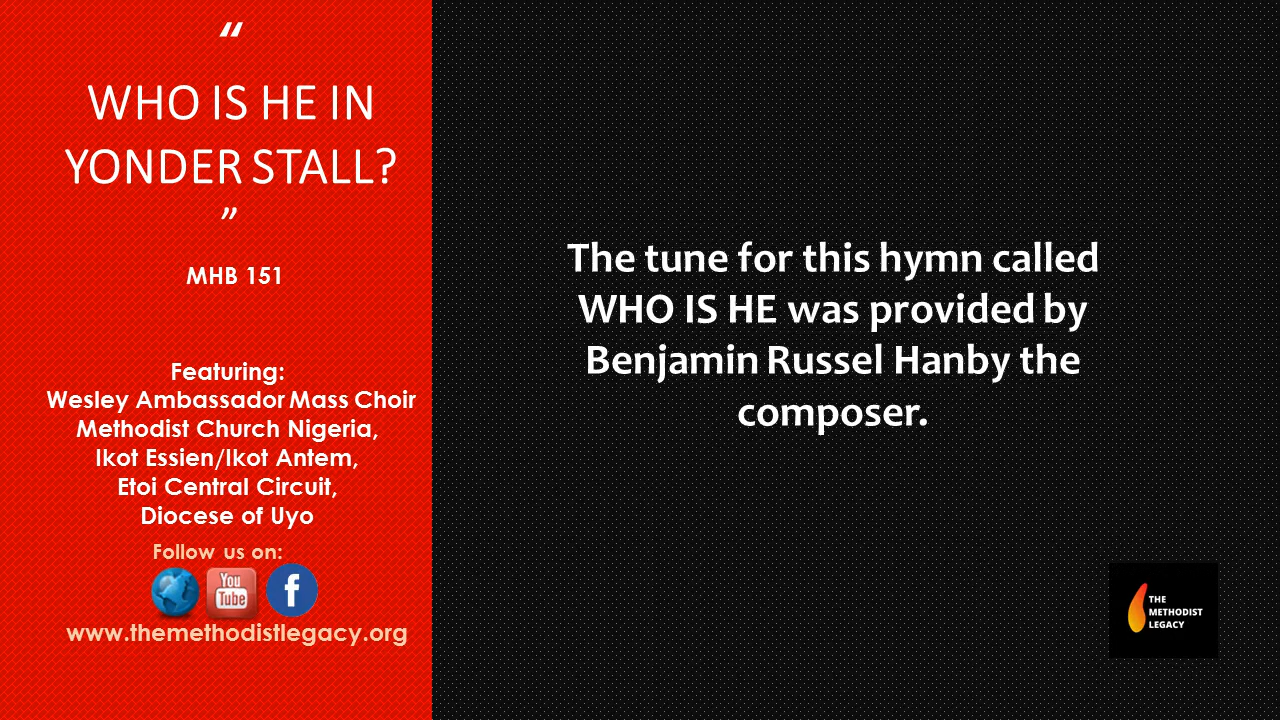 “
WHO IS HE IN
YONDER STALL?
”
MHB 151
Featuring:
Wesley Ambassador Mass Choir
Methodist Church Nigeria,
Ikot Essien/Ikot Antem,
Etoi Central Circuit,
Diocese of Uyo
Follow us on:
You
Tube
f
www.themethodistlegacy.org
The tune for this hymn called
WHO IS HE was provided by
Benjamin Russel Hanby the
composer.
THE
METHODIST
LEGACY